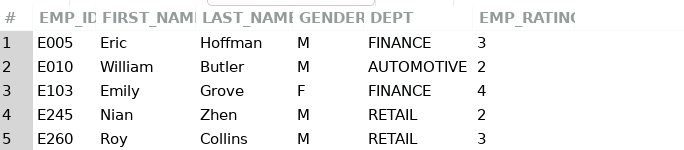 # EMP_ID FIRST_NAM LAST_NAME GENDER DEPT EMP_RATING
1 E005 Eric Hoffman M FINANCE 3
2 E010 William Butler M AUTOMOTIVE 2
3 E103 Emily Grove F FINANCE 4
4 E245 Nian Zhen M RETAIL 2
5 E260 Roy Collins M RETAIL 3